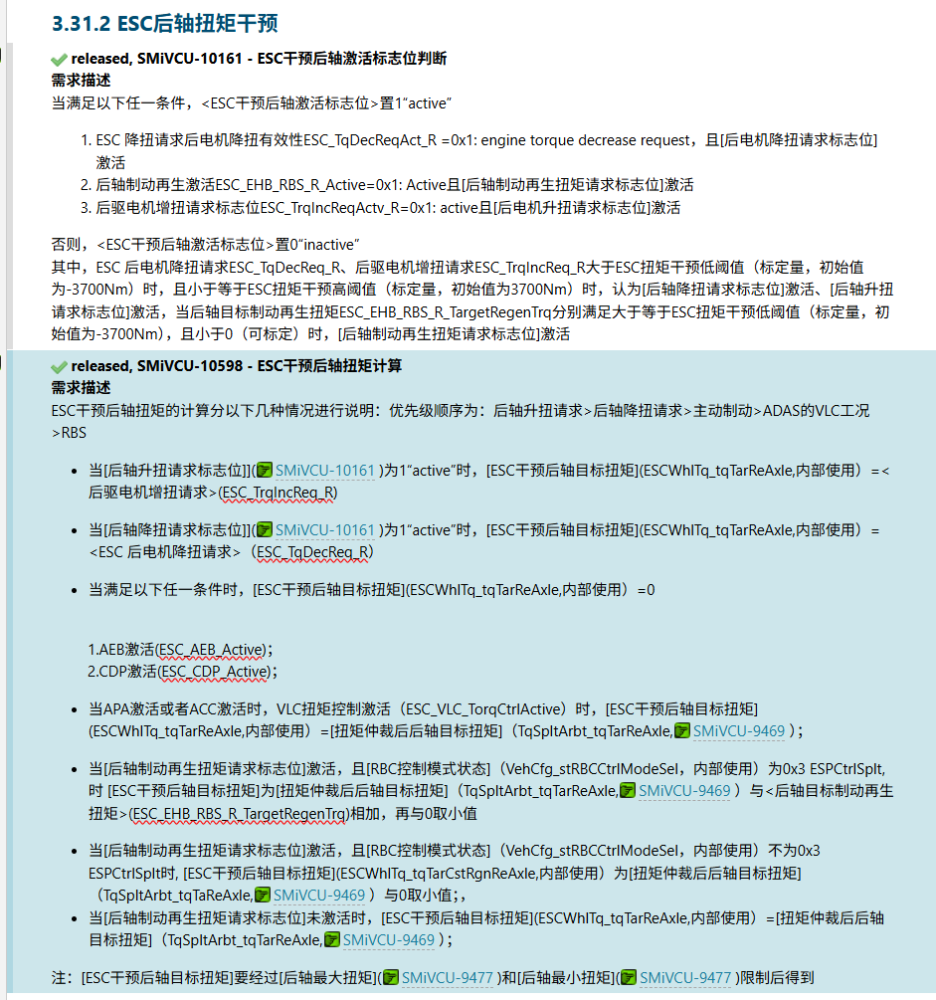 3.31.2 ESC后轴扭矩干预
released, SMiVCU-10161 - ESC干预后轴激活标志位判断
需求描述
当满足以下任一条件，<ESC干预后轴激活标志位>置1“active”
1. ESC 降扭请求后电机降扭有效性ESC_TqDecReqAct_R =0x1: engine torque decrease request，且[后电机降扭请求标志位]
激活
2. 后轴制动再生激活ESC_EHB_RBS_R_Active=0x1: Active且[后轴制动再生扭矩请求标志位]激活
3. 后驱电机增扭请求标志位ESC_TrqIncReqActv_R=0x1: active且[后电机升扭请求标志位]激活
否则，<ESC干预后轴激活标志位>置0“inactive”
其中，ESC 后电机降扭请求ESC_TqDecReq_R、后驱电机增扭请求ESC_TrqIncReq_R大于ESC扭矩干预低阈值（标定量，初始值
为-3700Nm）时，且小于等于ESC扭矩干预高阈值（标定量，初始值为3700Nm）时，认为[后轴降扭请求标志位]激活、[后轴升扭
请求标志位]激活，当后轴目标制动再生扭矩ESC_EHB_RBS_R_TargetRegenTrq分别满足大于等于ESC扭矩干预低阈值（标定量，初
始值为-3700Nm），且小于0（可标定）时，[后轴制动再生扭矩请求标志位]激活
released, SMiVCU-10598 - ESC干预后轴扭矩计算
需求描述
ESC干预后轴扭矩的计算分以下几种情况进行说明：优先级顺序为：后轴升扭请求>后轴降扭请求>主动制动>ADAS的VLC工况
>RBS
• 当[后轴升扭请求标志位]](SMiVCU-10161 )为1“active”时，[ESC干预后轴目标扭矩](ESCWhlTq_tqTarReAxle,内部使用）=<
后驱电机增扭请求>(ESC_TrqIncReq_R)
• 当[后轴降扭请求标志位]](SMiVCU-10161 )为1“active”时，[ESC干预后轴目标扭矩](ESCWhlTq_tqTarReAxle,内部使用）=
<ESC 后电机降扭请求>（ESC_TqDecReq_R）
• 当满足以下任一条件时，[ESC干预后轴目标扭矩](ESCWhlTq_tqTarReAxle,内部使用）=0
1.AEB激活(ESC_AEB_Active)；
2.CDP激活(ESC_CDP_Active)；
• 当APA激活或者ACC激活时，VLC扭矩控制激活（ESC_VLC_TorqCtrlActive）时，[ESC干预后轴目标扭矩]
(ESCWhlTq_tqTarReAxle,内部使用）=[扭矩仲裁后后轴目标扭矩]（TqSpltArbt_tqTarReAxle,SMiVCU-9469 ）；
• 当[后轴制动再生扭矩请求标志位]激活，且[RBC控制模式状态]（VehCfg_stRBCCtrlModeSel，内部使用）为0x3 ESPCtrlSplt,
时 [ESC干预后轴目标扭矩]为[扭矩仲裁后后轴目标扭矩]（TqSpltArbt_tqTarReAxle,SMiVCU-9469 ）与<后轴目标制动再生
扭矩>(ESC_EHB_RBS_R_TargetRegenTrq)相加，再与0取小值
• 当[后轴制动再生扭矩请求标志位]激活，且[RBC控制模式状态]（VehCfg_stRBCCtrlModeSel，内部使用）不为0x3
ESPCtrlSplt时, [ESC干预后轴目标扭矩](ESCWhlTq_tqTarCstRgnReAxle,内部使用）为[扭矩仲裁后后轴目标扭矩]
（TqSpltArbt_tqTaReAxle,SMiVCU-9469 ）与0取小值；,
• 当[后轴制动再生扭矩请求标志位]未激活时，[ESC干预后轴目标扭矩](ESCWhlTq_tqTarReAxle,内部使用）=[扭矩仲裁后后轴
目标扭矩]（TqSpltArbt_tqTarReAxle,SMiVCU-9469 ）；
注：[ESC干预后轴目标扭矩]要经过[后轴最大扭矩](SMiVCU-9477 )和[后轴最小扭矩](SMiVCU-9477 )限制后得到